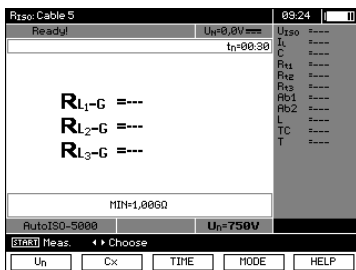 RISO: Cable 5 09:24
Ready! UN=0,0V
tn=00:30
UISO =---
IL =---
C =---
Rt1 =---
Rt2 =---
Rt3 =---
Ab1 =---
Ab2 =---
L =---
TC =---
T =---
RL1-G =---
RL2-G =---
RL3-G =---
MIN=1,00GΩ
AutoISO-5000 Un=750V
START Meas. Choose
Un Cx TIME MODE HELP